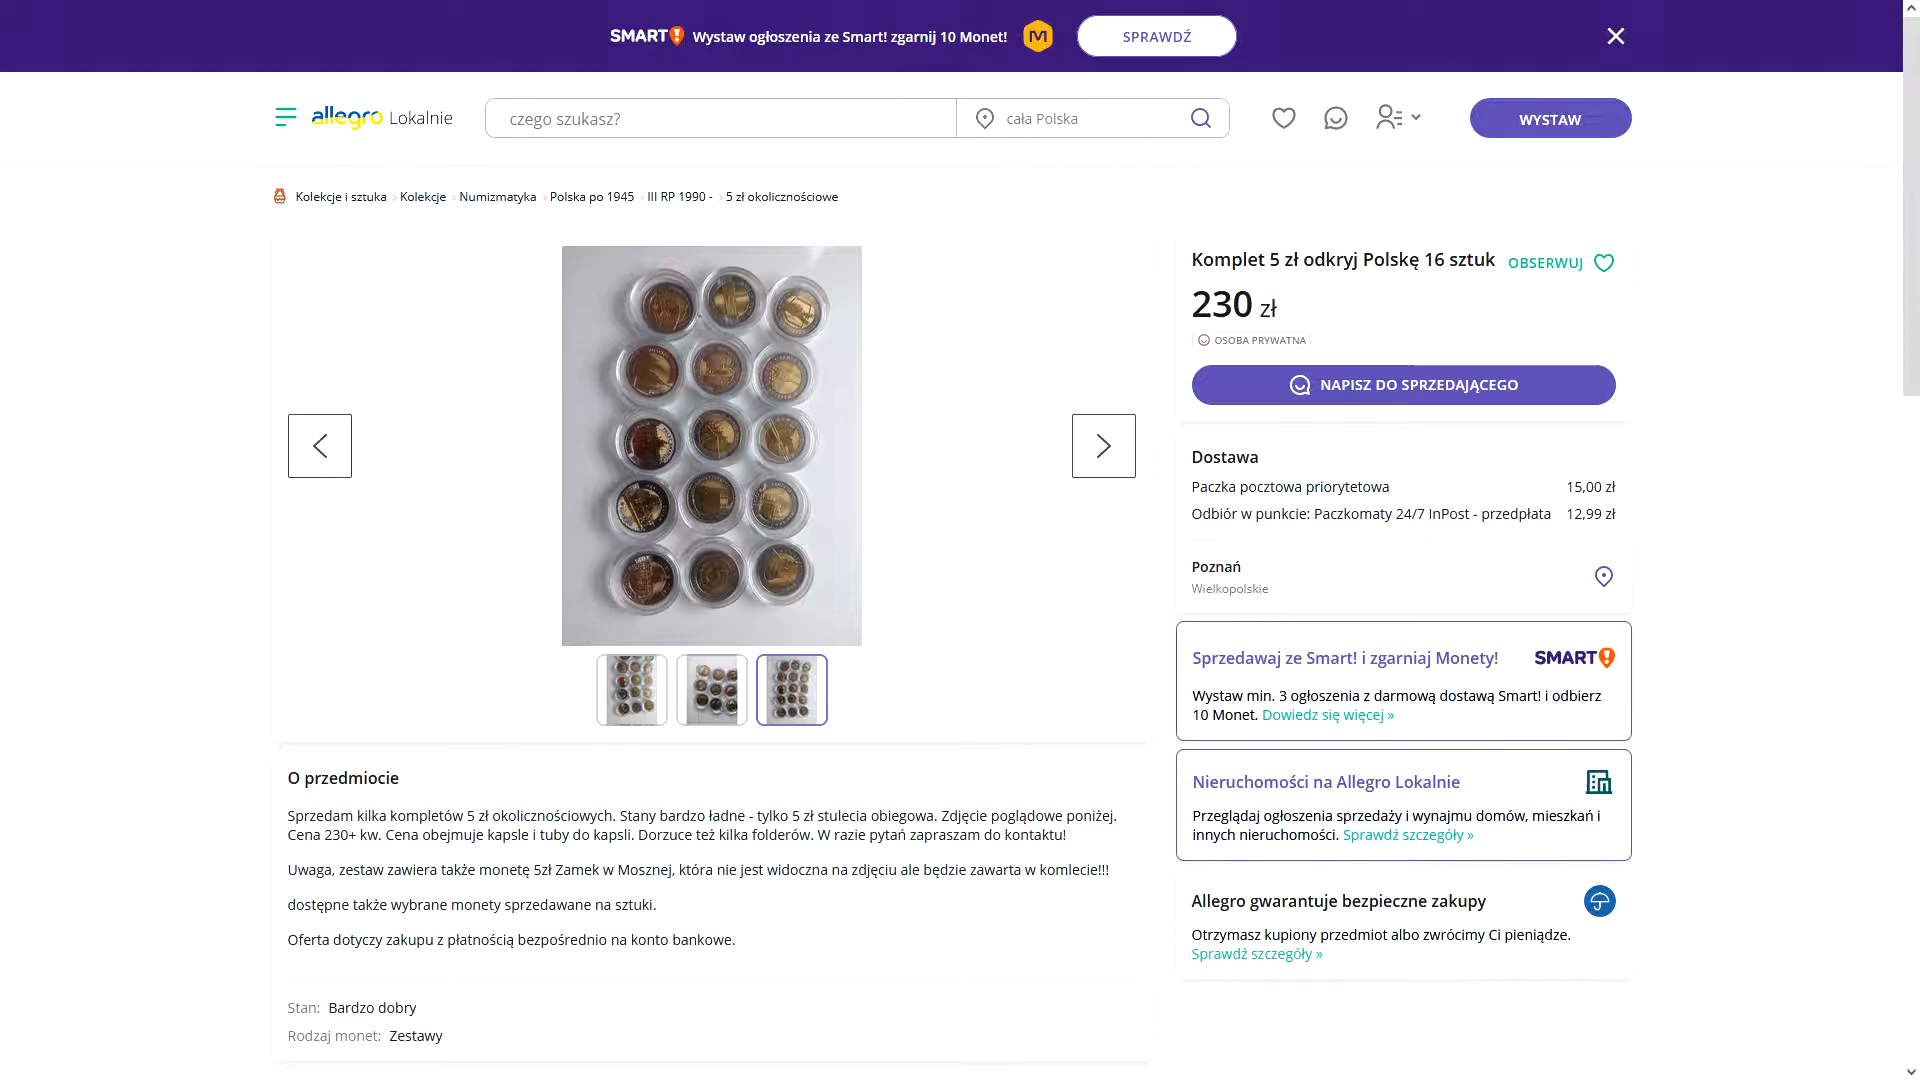 SMART! Wystaw ogłoszenia ze Smart! zgarnij 10 Monet! M SPRAWDŹ
allegro Lokalnie czego szukasz? cała Polska WYSTAW
Kolekcje i sztuka › Kolekcje › Numizmatyka › Polska po 1945 › III RP 1990 - › 5 zł okolicznościowe
Komplet 5 zł odkryj Polskę 16 sztuk OBSERWUJ
230 zł
OSOBA PRYWATNA
NAPISZ DO SPRZEDAJĄCEGO
Dostawa
Paczka pocztowa priorytetowa 15,00 zł
Odbiór w punkcie: Paczkomaty 24/7 InPost - przedpłata 12,99 zł
Poznań
Wielkopolskie
Sprzedawaj ze Smart! i zgarniaj Monety! SMART!
Wystaw min. 3 ogłoszenia z darmową dostawą Smart! i odbierz
10 Monet. Dowiedz się więcej »
Nieruchomości na Allegro Lokalnie
Przeglądaj ogłoszenia sprzedaży i wynajmu domów, mieszkań i
innych nieruchomości. Sprawdź szczegóły »
Allegro gwarantuje bezpieczne zakupy
Otrzymasz kupiony przedmiot albo zwrócimy Ci pieniądze.
Sprawdź szczegóły »
O przedmiocie
Sprzedam kilka kompletów 5 zł okolicznościowych. Stany bardzo ładne - tylko 5 zł stulecia obiegowa. Zdjęcie poglądowe poniżej.
Cena 230+ kw. Cena obejmuje kapsle i tuby do kapsli. Dorzuce też kilka folderów. W razie pytań zapraszam do kontaktu!
Uwaga, zestaw zawiera także monetę 5zł Zamek w Mosznej, która nie jest widoczna na zdjęciu ale będzie zawarta w komlecie!!!
dostępne także wybrane monety sprzedawane na sztuki.
Oferta dotyczy zakupu z płatnością bezpośrednio na konto bankowe.
Stan: Bardzo dobry
Rodzaj monet: Zestawy